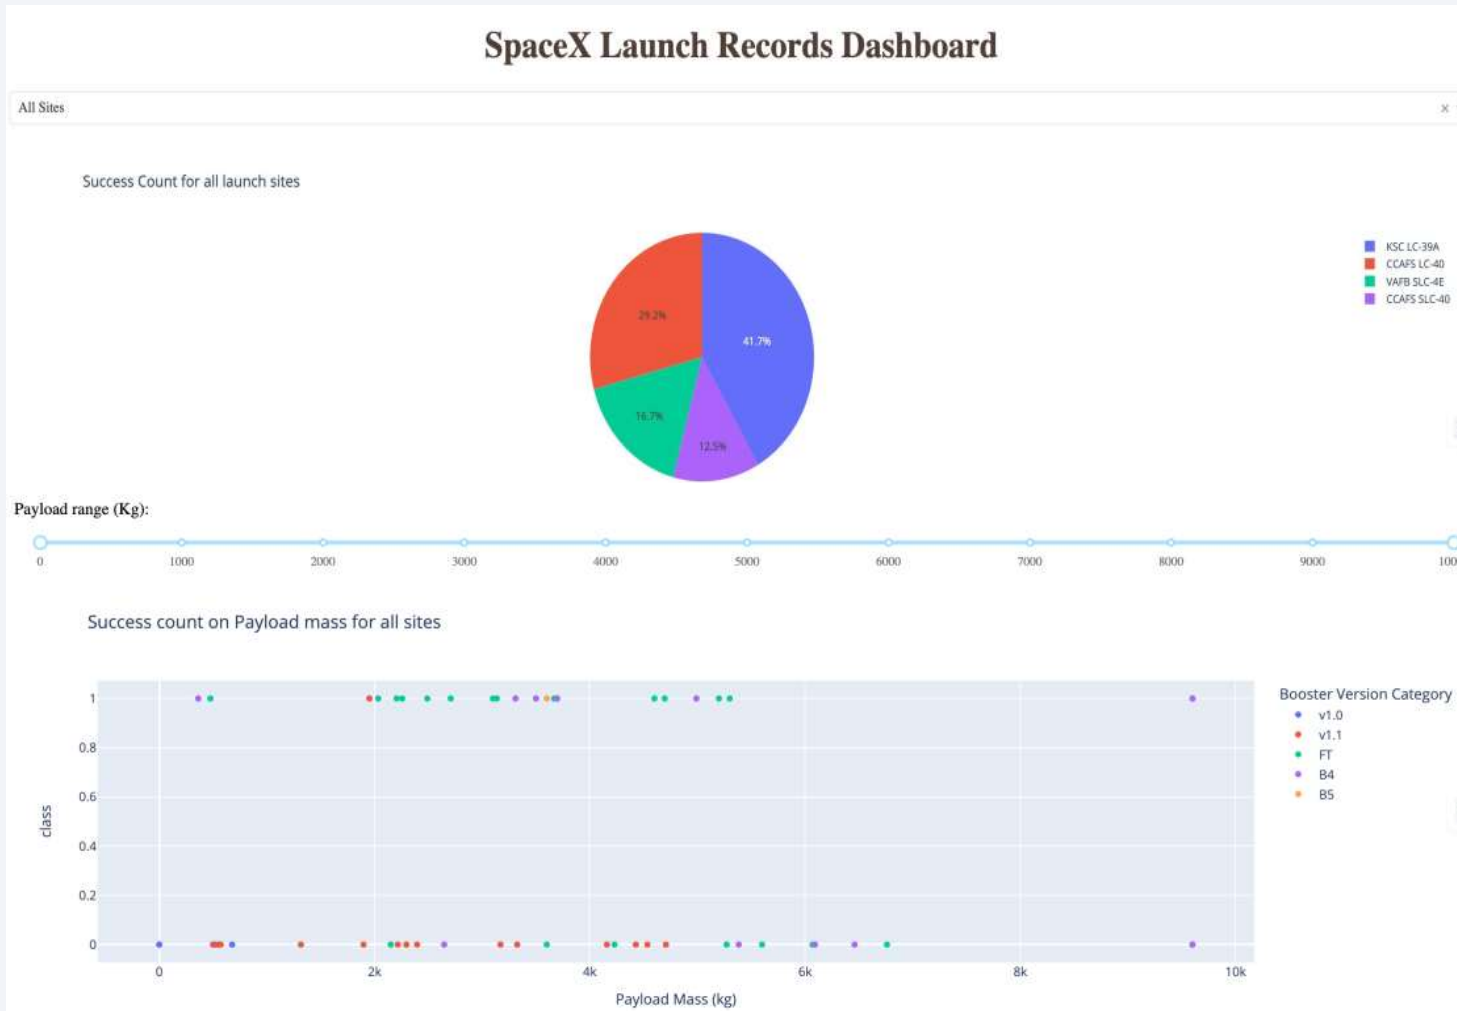 SpaceX Launch Records Dashboard
All Sites ×
Success Count for all launch sites
KSC LC-39A
CCAFS LC-40
VAFB SLC-4E
CCAFS SLC-40
29.2%
41.7%
16.7%
12.5%
Payload range (Kg):
0 1000 2000 3000 4000 5000 6000 7000 8000 9000 100
Success count on Payload mass for all sites
Booster Version Category
v1.0
v1.1
FT
B4
B5
class
1
0.8
0.6
0.4
0.2
0
0 2k 4k 6k 8k 10k
Payload Mass (kg)